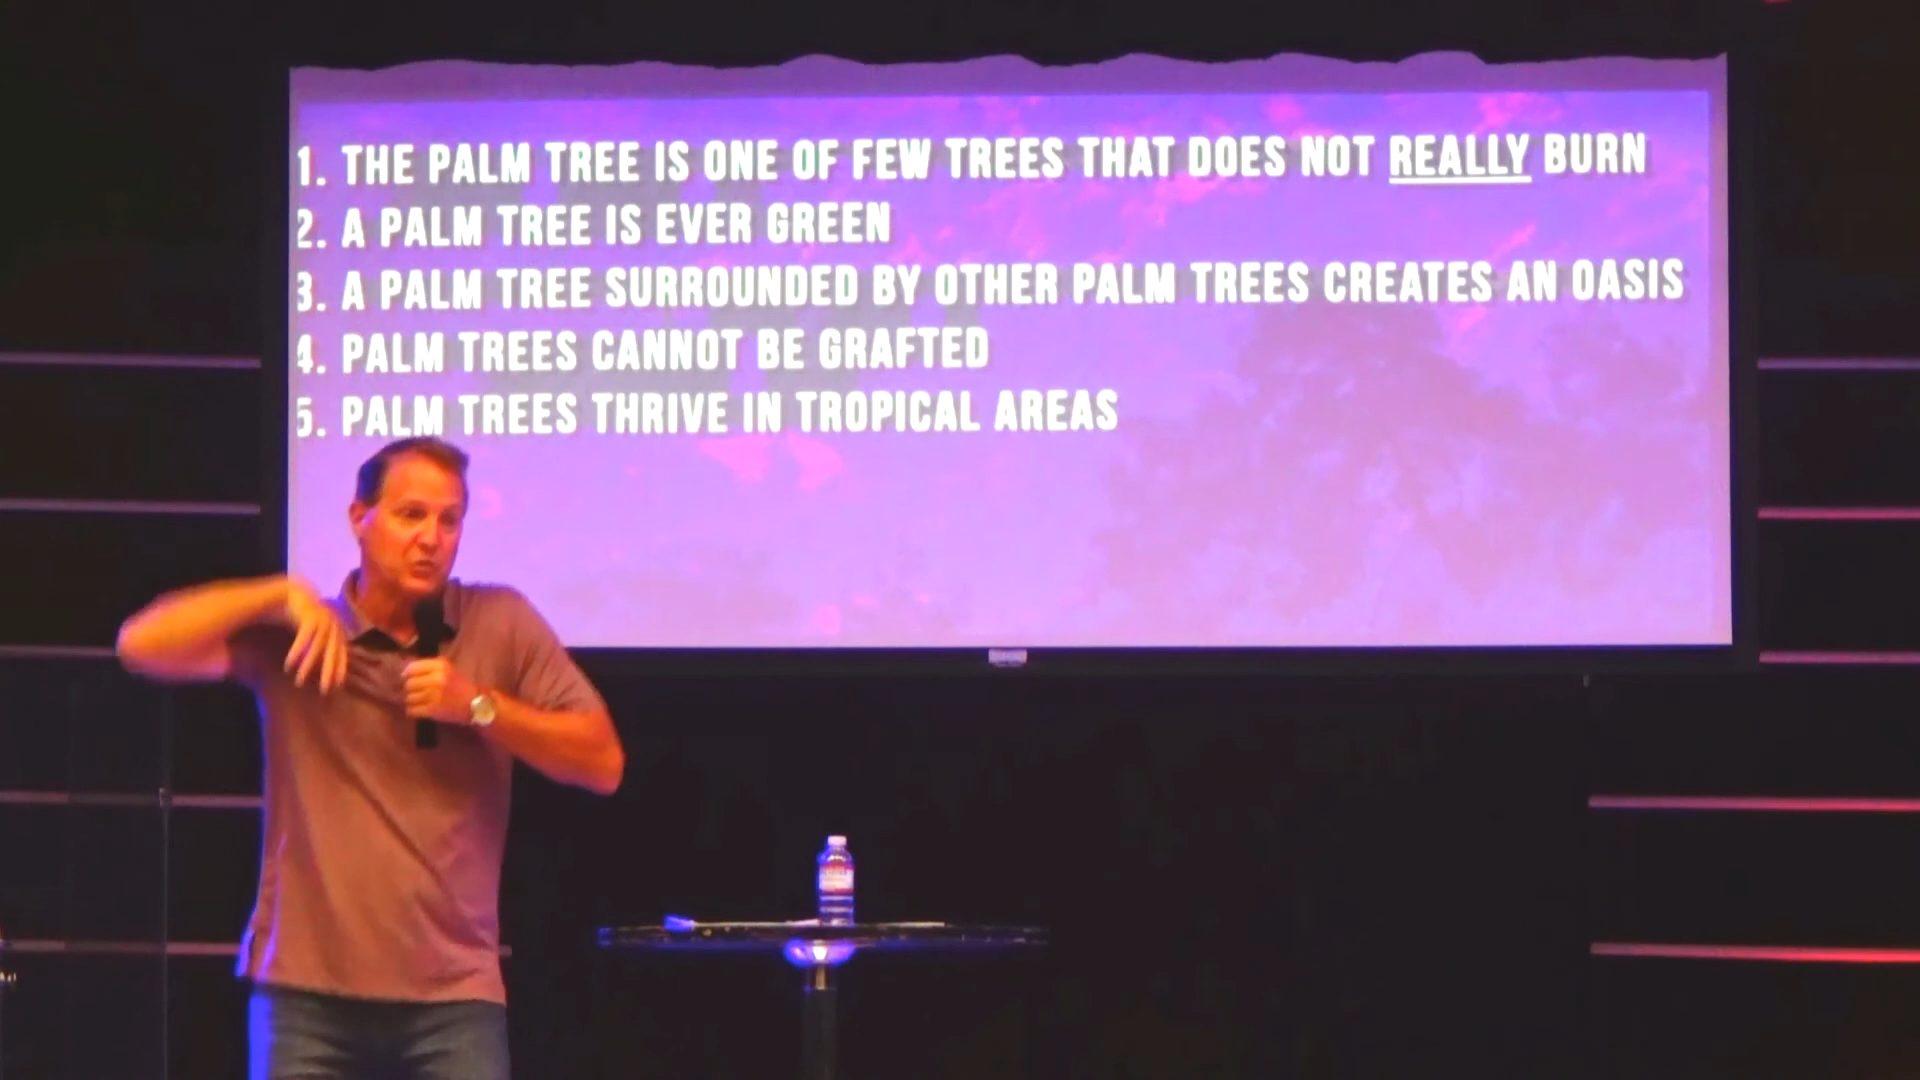 1. THE PALM TREE IS ONE OF FEW TREES THAT DOES NOT REALLY BURN
2. A PALM TREE IS EVER GREEN
3. A PALM TREE SURROUNDED BY OTHER PALM TREES CREATES AN OASIS
4. PALM TREES CANNOT BE GRAFTED
5. PALM TREES THRIVE IN TROPICAL AREAS